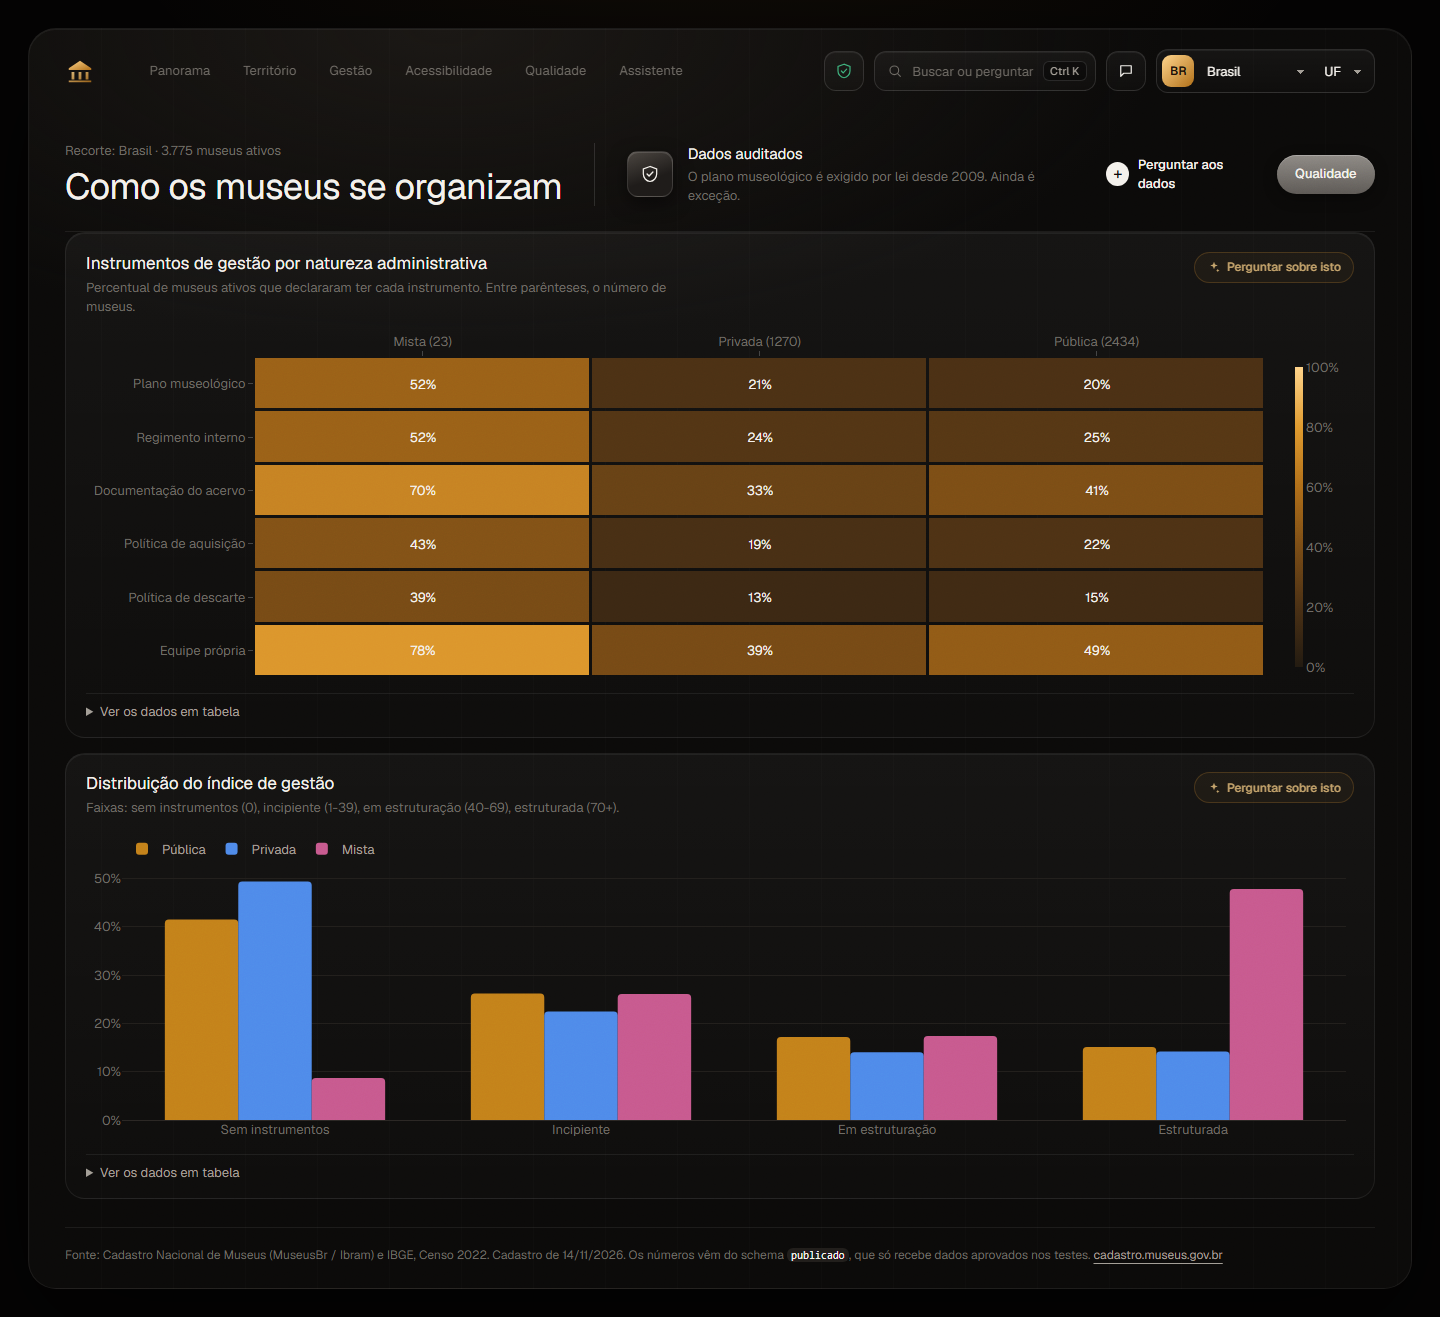 Panorama
Território
Gestão
Acessibilidade
Qualidade
Assistente
Buscar ou perguntar
Ctrl K
BR
Brasil
UF
Recorte: Brasil · 3.775 museus ativos
Como os museus se organizam
Dados auditados
O plano museológico é exigido por lei desde 2009. Ainda é
exceção.
Perguntar aos
dados
Qualidade
Instrumentos de gestão por natureza administrativa
Percentual de museus ativos que declararam ter cada instrumento. Entre parênteses, o número de
museus.
Perguntar sobre isto
Mista (23)
Privada (1270)
Pública (2434)
Plano museológico
52%
21%
20%
Regimento interno
52%
24%
25%
Documentação do acervo
70%
33%
41%
Política de aquisição
43%
19%
22%
Política de descarte
39%
13%
15%
Equipe própria
78%
39%
49%
100%
80%
60%
40%
20%
0%
Ver os dados em tabela
Distribuição do índice de gestão
Faixas: sem instrumentos (0), incipiente (1-39), em estruturação (40-69), estruturada (70+).
Perguntar sobre isto
Pública
Privada
Mista
50%
40%
30%
20%
10%
0%
Sem instrumentos
Incipiente
Em estruturação
Estruturada
Ver os dados em tabela
Fonte: Cadastro Nacional de Museus (MuseusBr / Ibram) e IBGE, Censo 2022. Cadastro de 14/11/2026. Os números vêm do schema publicado, que só recebe dados aprovados nos testes. cadastro.museus.gov.br